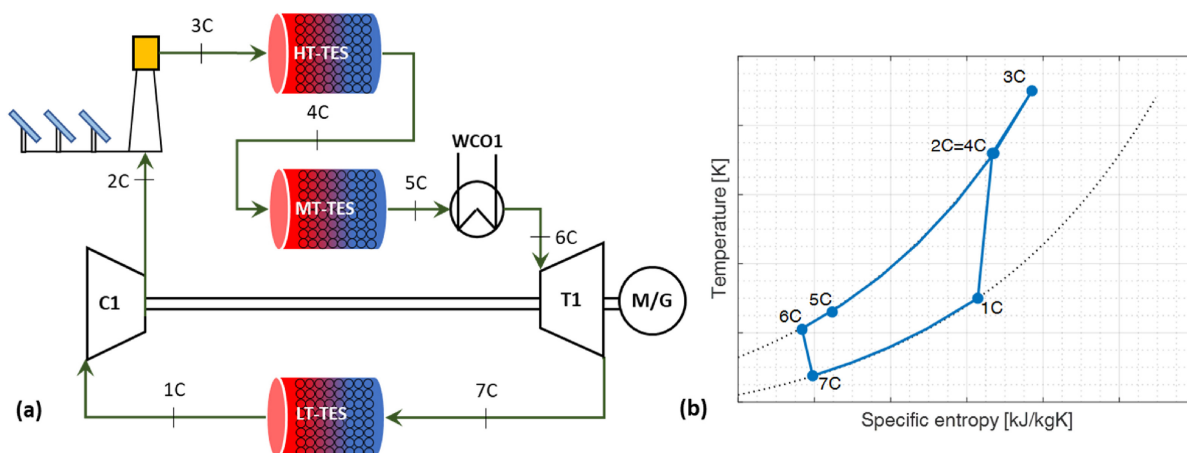 3C
HT-TES
4C
WCO1
2C
MT-TES
5C
6C
C1
T1
M/G
1C
LT-TES
7C
(a)
3C
2C=4C
5C
6C
1C
7C
Temperature [K]
Specific entropy [kJ/kgK]
(b)